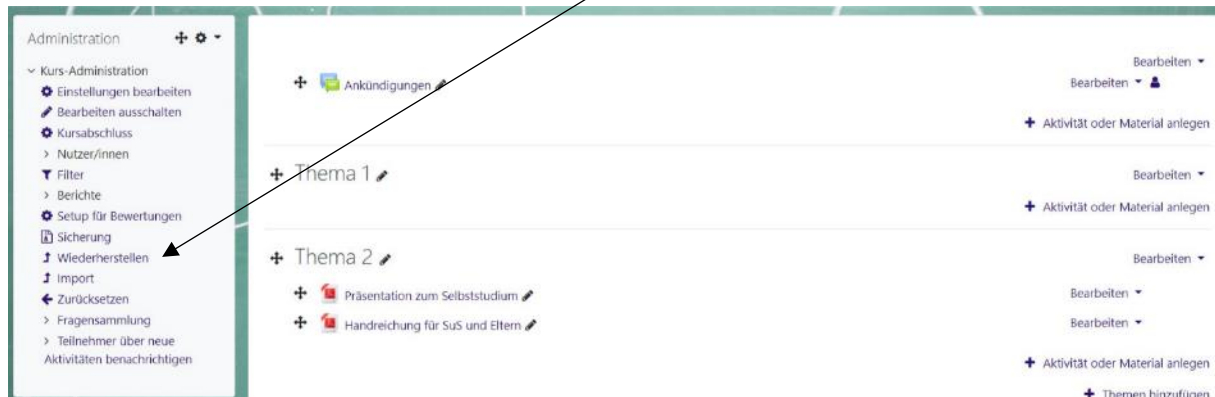 Administration
Kurs-Administration
Einstellungen bearbeiten
Bearbeiten ausschalten
Kursabschluss
Nutzer/innen
Filter
Berichte
Setup für Bewertungen
Sicherung
Wiederherstellen
Import
Zurücksetzen
Fragensammlung
Teilnehmer über neue
Aktivitäten benachrichtigen
Bearbeiten
Ankündigungen Bearbeiten
Aktivität oder Material anlegen
Thema 1 Bearbeiten
Aktivität oder Material anlegen
Thema 2 Bearbeiten
Präsentation zum Selbststudium Bearbeiten
Handreichung für SuS und Eltern Bearbeiten
Aktivität oder Material anlegen
Themen hinzufügen